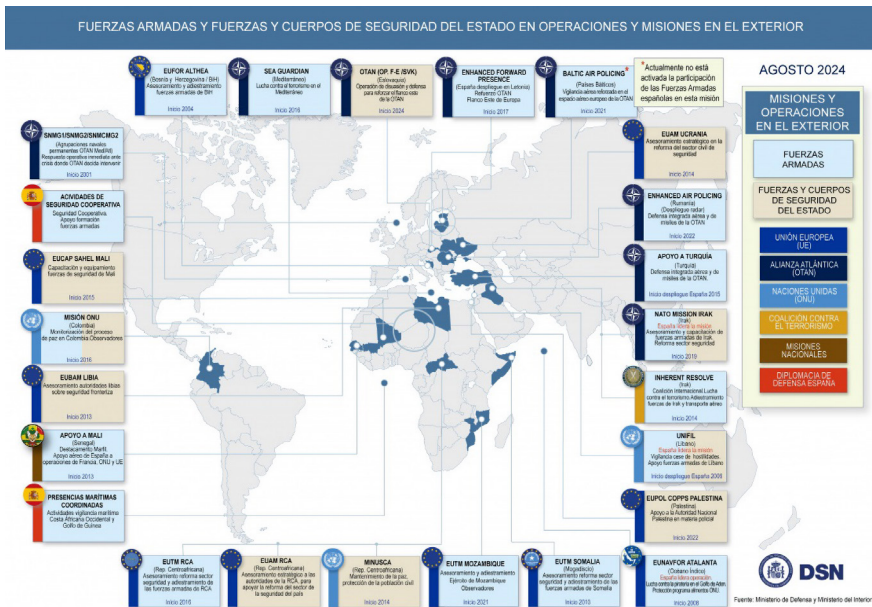 FUERZAS ARMADAS Y FUERZAS Y CUERPOS DE SEGURIDAD DEL ESTADO EN OPERACIONES Y MISIONES EN EL EXTERIOR
EUFOR ALTHEA
(Bosnia y Herzegovina / BiH)
Asesoramiento y adiestramiento
fuerzas armadas de BiH
Inicio 2004
SEA GUARDIAN
(Mediterráneo)
Lucha contra el terrorismo en el
Mediterráneo
Inicio 2016
OTAN (OP. F-E /SVK)
(Eslovaquia)
Operación de disuasión y defensa
para reforzar el flanco este
de la OTAN
Inicio 2024
ENHANCED FORWARD
PRESENCE
(España despliegue en Letonia)
Refuerzo OTAN
Flanco Este de Europa
Inicio 2017
BALTIC AIR POLICING*
(Países Bálticos)
Vigilancia aérea reforzada en el
espacio aéreo europeo de la OTAN
Inicio 2021
*Actualmente no está
activada la participación
de las Fuerzas Armadas
españolas en esta misión
AGOSTO 2024
MISIONES Y
OPERACIONES
EN EL EXTERIOR
FUERZAS
ARMADAS
FUERZAS Y CUERPOS
DE SEGURIDAD
DEL ESTADO
UNIÓN EUROPEA
(UE)
ALIANZA ATLÁNTICA
(OTAN)
NACIONES UNIDAS
(ONU)
COALICIÓN CONTRA
EL TERRORISMO
MISIONES
NACIONALES
DIPLOMACIA DE
DEFENSA ESPAÑA
SNMG1/SNMG2/SNMCMG2
(Agrupaciones navales
permanentes OTAN Med/Atl)
Respuesta operativa inmediata ante
crisis donde OTAN decida intervenir
Inicio 2001
ACIVIDADES DE
SEGURIDAD COOPERATIVA
Seguridad Cooperativa
Apoyo formación
fuerzas armadas
EUCAP SAHEL MALI
Capacitación y equipamiento
fuerzas de seguridad de Mali
Inicio 2015
MISIÓN ONU
(Colombia)
Monitorización del proceso
de paz en Colombia Observadores
Inicio 2016
EUBAM LIBIA
Asesoramiento autoridades libias
sobre seguridad fronteriza
Inicio 2013
APOYO A MALI
(Senegal)
Destacamento Marfil.
Apoyo aéreo de España a
operaciones de Francia, ONU y UE
Inicio 2013
PRESENCIAS MARÍTIMAS
COORDINADAS
Actividades vigilancia marítima
Costa Africana Occidental y
Golfo de Guinea
EUAM UCRANIA
Asesoramiento estratégico en la
reforma del sector civil de
seguridad
Inicio 2014
ENHANCED AIR POLICING
(Rumanía)
(Despliegue radar)
Defensa integrada aérea y de
misiles de la OTAN
Inicio 2022
APOYO A TURQUÍA
(Turquía)
Defensa integrada aérea y de
misiles de la OTAN.
Inicio despliegue España 2015
NATO MISSION IRAK
(Irak)
España lidera la misión
Asesoramiento y capacitación de
fuerzas armadas de Irak.
Reforma sector seguridad
Inicio 2019
INHERENT RESOLVE
(Irak)
Coalición Internacional Lucha
contra el terrorismo.Adiestramiento
fuerzas de Irak y transporte aéreo
Inicio 2014
UNIFIL
(Líbano)
España lidera la misión
Vigilancia cese de hostilidades
Apoyo fuerzas armadas de Líbano
Inicio despliegue España 2006
EUPOL COPPS PALESTINA
(Palestina)
Apoyo a la Autoridad Nacional
Palestina en materia policial
Inicio 2022
EUTM RCA
(Rep. Centroafricana)
Asesoramiento reforma sector
seguridad y adiestramiento de
las fuerzas armadas de RCA
Inicio 2016
EUAM RCA
(Rep. Centroafricana)
Asesoramiento estratégico a las
autoridades de la RCA, para
apoyar la reforma del sector de
la seguridad del país
MINUSCA
(Rep. Centroafricana)
Mantenimiento de la paz,
protección de la población civil
Inicio 2014
EUTM MOZAMBIQUE
Asesoramiento y adiestramiento
Ejército de Mozambique
Observadores
Inicio 2021
EUTM SOMALIA
(Mogadiscio)
Asesoramiento reforma sector
seguridad y adiestramiento de las
fuerzas armadas de Somalia
Inicio 2010
EUNAVFOR ATALANTA
(Océano Índico)
España lidera operación
Lucha contra la piratería en el Golfo de Adén.
Protección programa alimentos ONU.
Inicio 2008
DSN
Fuente: Ministerio de Defensa y Ministerio del Interior